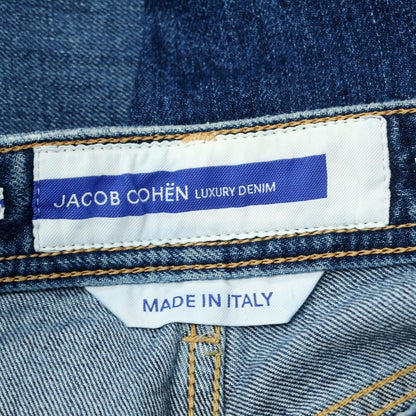 JACOB COHËN LUXURY DENIM
MADE IN ITALY